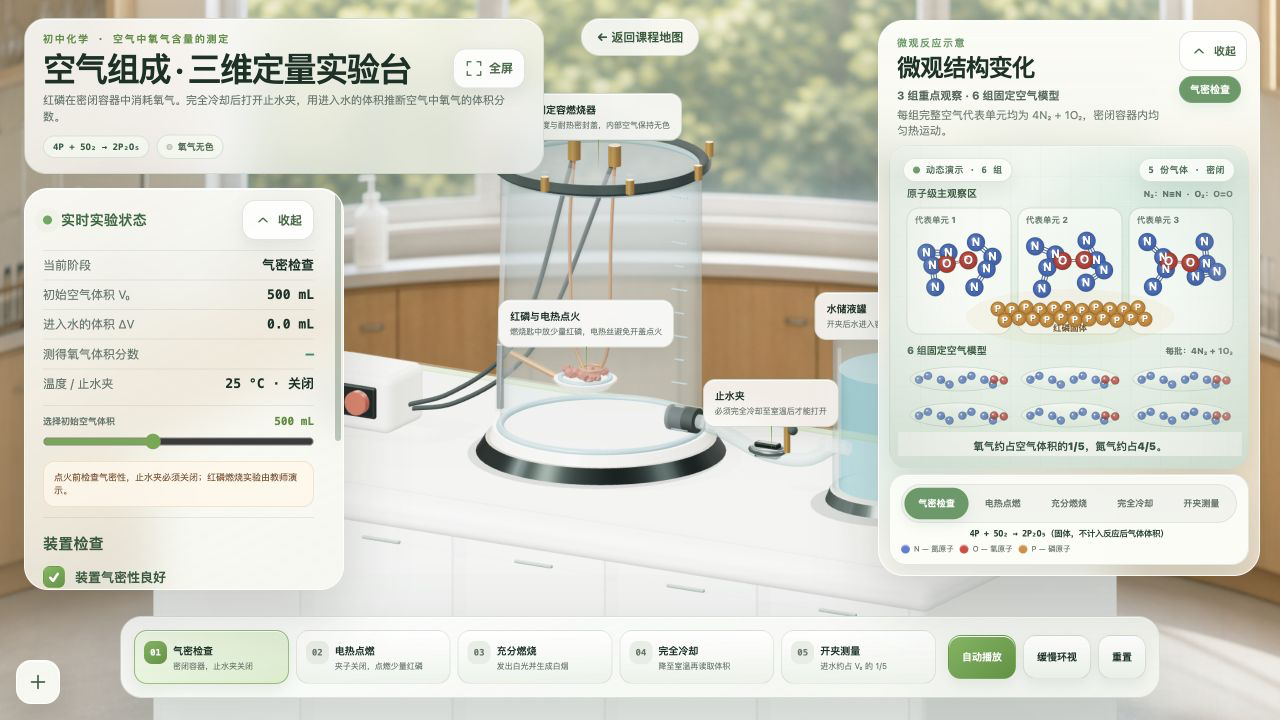 初中化学 · 空气中氧气含量的测定
空气组成·三维定量实验台
全屏
红磷在密闭容器中消耗氧气。完全冷却后打开止水夹，用进入水的体积推断空气中氧气的体积分
数。
4P + 5O₂ → 2P₂O₅
氧气无色
← 返回课程地图
定容燃烧器
度与耐热密封盖，内部空气保持无色
实时实验状态
收起
当前阶段 气密检查
初始空气体积 V₀ 500 mL
进入水的体积 ΔV 0.0 mL
测得氧气体积分数 —
温度 / 止水夹 25 °C · 关闭
选择初始空气体积 500 mL
点火前检查气密性，止水夹必须关闭；红磷燃烧实验由教师演
示。
装置检查
装置气密性良好
红磷与电热点火
燃烧匙中放少量红磷，电热丝避免开盖点火
止水夹
必须完全冷却至室温后才能打开
水储液罐
开夹后水进入容
微观反应示意
微观结构变化
收起
气密检查
3 组重点观察 · 6 组固定空气模型
每组完整空气代表单元均为 4N₂ + 1O₂，密闭容器内均
匀热运动。
动态演示 · 6 组
5 份气体 · 密闭
原子级主观察区
N₂: N≡N · O₂: O=O
代表单元 1
代表单元 2
代表单元 3
红磷固体
6 组固定空气模型
每批: 4N₂ + 1O₂
氧气约占空气体积的1/5，氮气约占4/5。
气密检查 电热点燃 充分燃烧 完全冷却 开夹测量
4P + 5O₂ → 2P₂O₅（固体，不计入反应后气体体积）
N — 氮原子 O — 氧原子 P — 磷原子
01 气密检查
密闭容器，止水夹关闭
02 电热点燃
夹子关闭，点燃少量红磷
03 充分燃烧
发出白光并生成白烟
04 完全冷却
降至室温再读取体积
05 开夹测量
进水约占 V₀ 的 1/5
自动播放
缓慢环视
重置